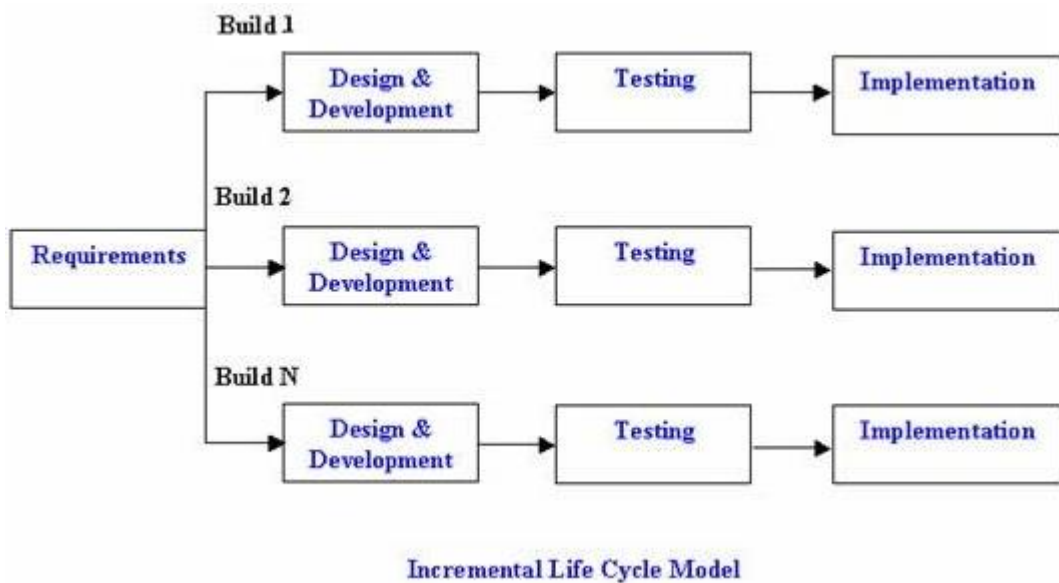 Build 1
Design &
Development
Testing
Implementation
Build 2
Requirements
Design &
Development
Testing
Implementation
Build N
Design &
Development
Testing
Implementation
Incremental Life Cycle Model